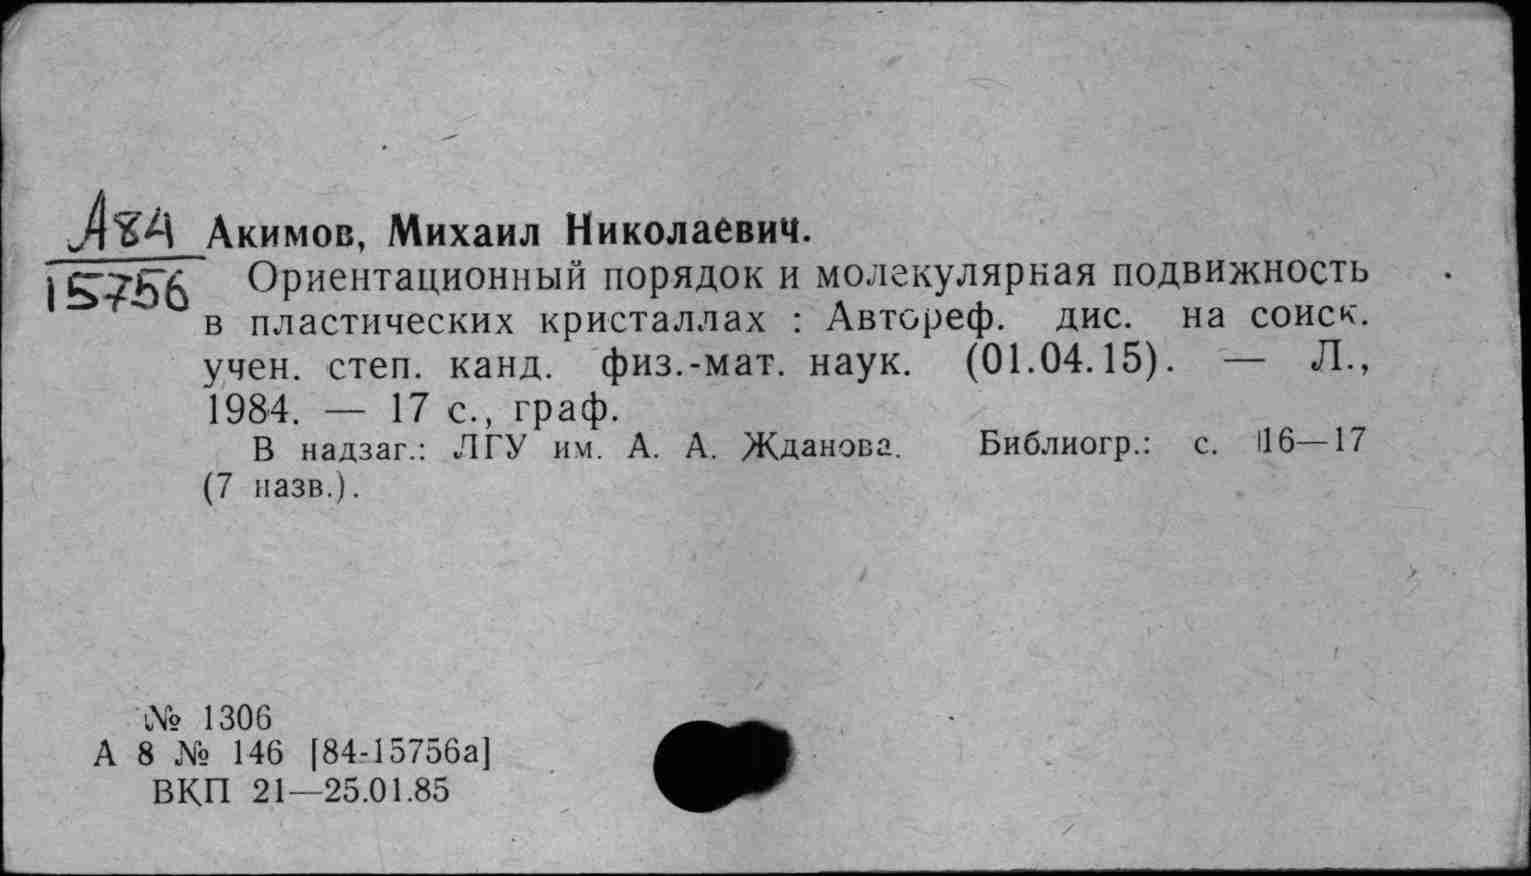 А84 Акимов, Михаил Николаевич.
15756 Ориентационный порядок и молекулярная подвижность
в пластических кристаллах : Автореф. дис. на соиск.
учен. степ. канд. физ.-мат. наук. (01.04.15). — Л.,
1984. — 17 с., граф.
В надзаг.: ЛГУ им. А. А. Жданова. Библиогр.: с. 16—17
(7 назв.).
№ 1306
А 8 № 146 [84-15756а]
ВКП 21—25.01.85